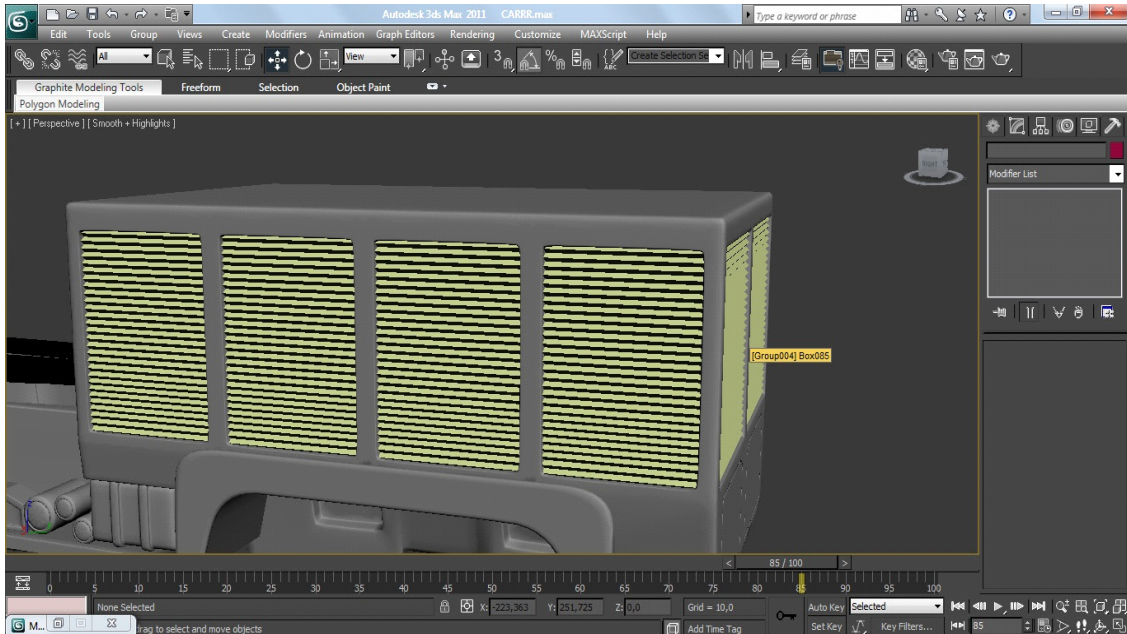 Autodesk 3ds Max 2011 CARRR.max
Type a keyword or phrase
Edit Tools Group Views Create Modifiers Animation Graph Editors Rendering Customize MAXScript Help
All View 3 Create Selection Se
Graphite Modeling Tools Freeform Selection Object Paint
Polygon Modeling
[ + ] [ Perspective ] [ Smooth + Highlights ]
RIGHT
Modifier List
[Group004] Box085
< 85 / 100 >
0 5 10 15 20 25 30 35 40 45 50 55 60 65 70 75 80 85 90 95 100
None Selected X: -223,363 Y: 251,725 Z: 0,0 Grid = 10,0 Auto Key Selected
M... drag to select and move objects Add Time Tag Set Key Key Filters... 85